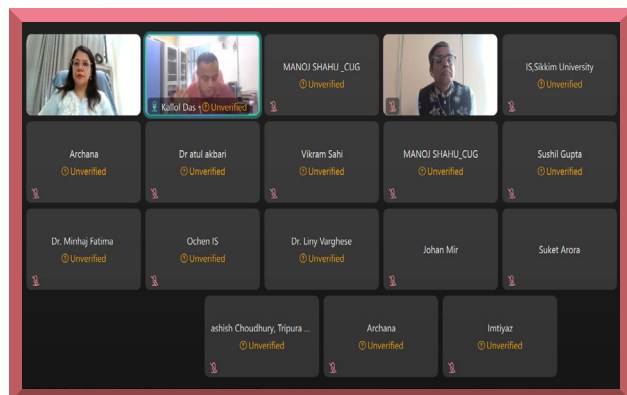 Kallol Das
Unverified
MANOJ SHAHU _CUG
Unverified
IS,Sikkim University
Unverified
Archana
Unverified
Dr atul akbari
Unverified
Vikram Sahi
Unverified
MANOJ SHAHU_CUG
Unverified
Sushil Gupta
Unverified
Dr. Minhaj Fatima
Unverified
Ochen IS
Unverified
Dr. Liny Varghese
Unverified
Johan Mir
Suket Arora
ashish Choudhury, Tripura ...
Unverified
Archana
Unverified
Imtiyaz
Unverified